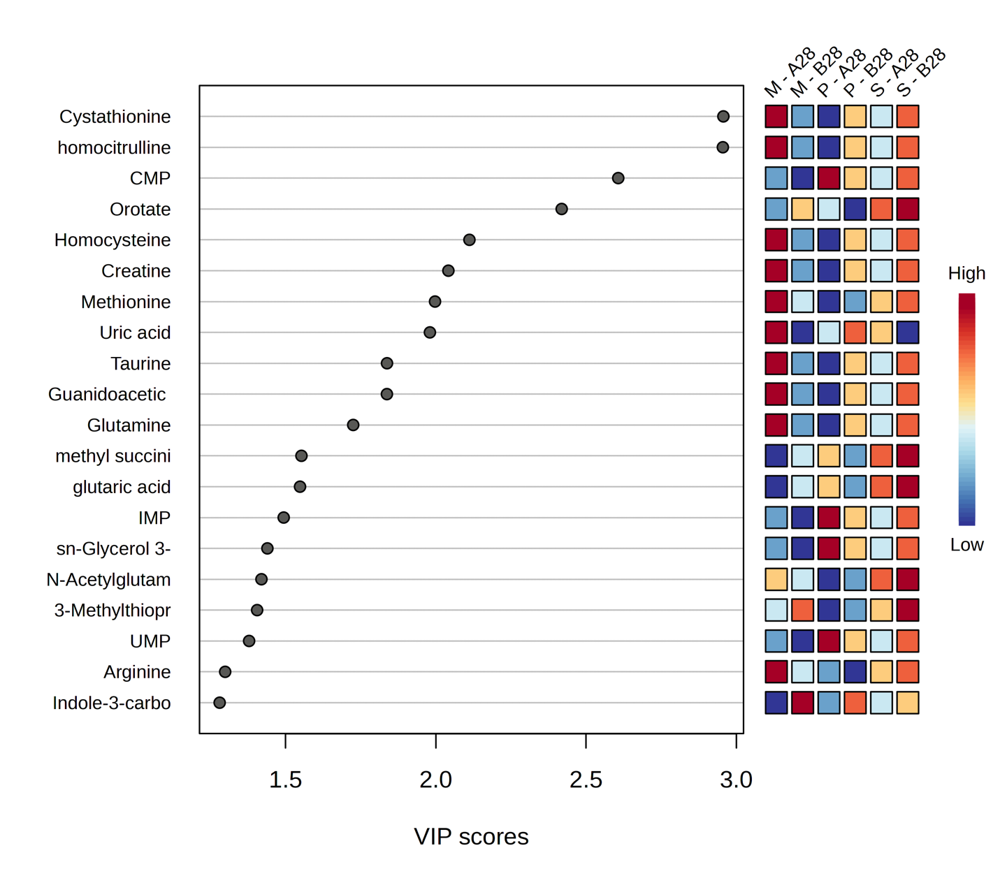 M - A28
M - B28
P - A28
P - B28
S - A28
S - B28
Cystathionine
homocitrulline
CMP
Orotate
Homocysteine
Creatine
Methionine
Uric acid
Taurine
Guanidoacetic
Glutamine
methyl succini
glutaric acid
IMP
sn-Glycerol 3-
N-Acetylglutam
3-Methylthiopr
UMP
Arginine
Indole-3-carbo
High
Low
1.5 2.0 2.5 3.0
VIP scores